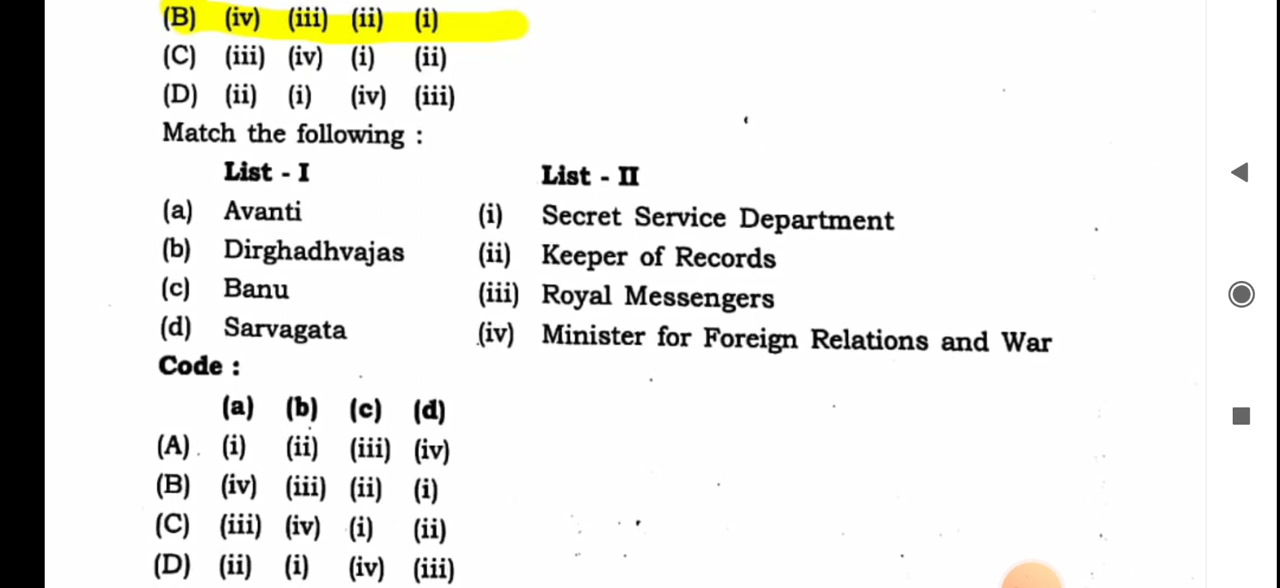 (B) (iv) (iii) (ii) (i)
(C) (iii) (iv) (i) (ii)
(D) (ii) (i) (iv) (iii)
Match the following :
List - I List - II
(a) Avanti (i) Secret Service Department
(b) Dirghadhvajas (ii) Keeper of Records
(c) Banu (iii) Royal Messengers
(d) Sarvagata (iv) Minister for Foreign Relations and War
Code :
(a) (b) (c) (d)
(A) (i) (ii) (iii) (iv)
(B) (iv) (iii) (ii) (i)
(C) (iii) (iv) (i) (ii)
(D) (ii) (i) (iv) (iii)